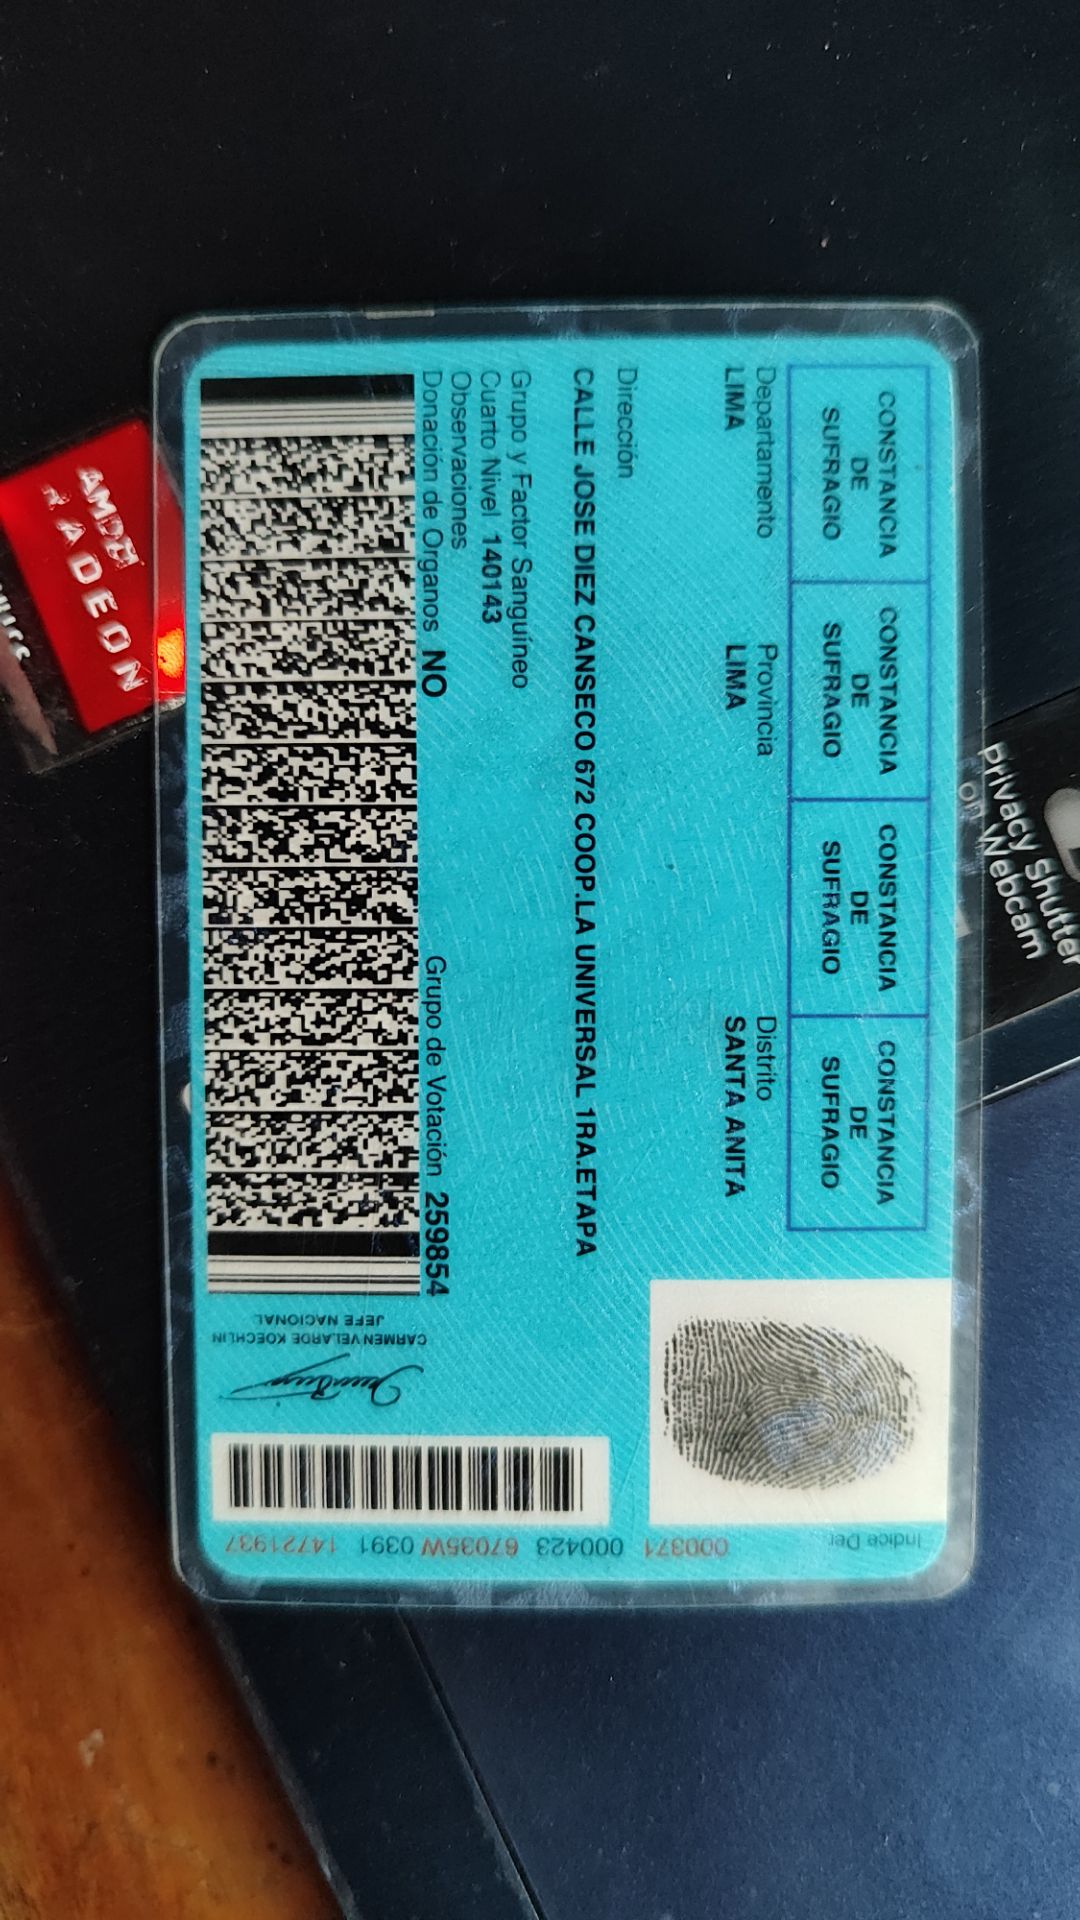 CONSTANCIA DE SUFRAGIO
CONSTANCIA DE SUFRAGIO
CONSTANCIA DE SUFRAGIO
CONSTANCIA DE SUFRAGIO
Departamento Provincia Distrito
LIMA LIMA SANTA ANITA
Dirección
CALLE JOSE DIEZ CANSECO 672 COOP.LA UNIVERSAL 1RA.ETAPA
Grupo y Factor Sanguíneo
Cuarto Nivel 140143
Observaciones
Donación de Organos NO Grupo de Votación 259854
CARMEN VELARDE KOECHLIN
JEFE NACIONAL
Indice Der.
000371 000423 67035W 0391 14721937
AMD
RADEON
Privacy Shutter
on Webcam